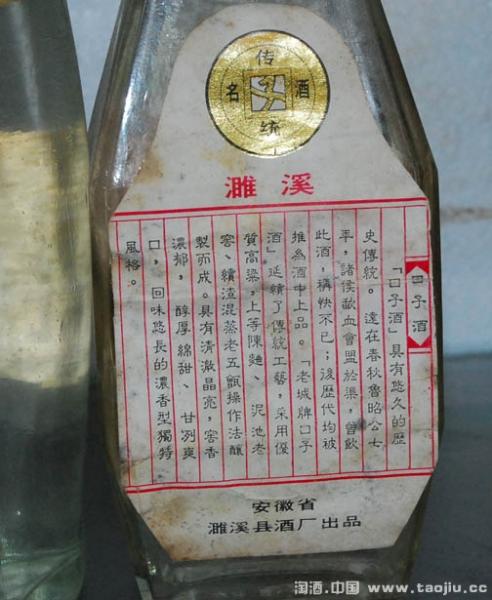 传
名 酒
统
濉溪
口子酒
「口子酒」具有悠久的歷
史傳统。遠在春秋魯昭公士
年，諸侯歃血會盟於渠，曾飲
此酒，稱快不已；後歷代均被
推為酒中上品。「老城牌口子
酒」延續了傳統工藝，采用優
質高粱，上等陳麯、泥池老
窖、續渣混蒸老五甑操作法釀
製而成。具有清澈晶亮，窖香
濃郁，醇厚綿甜、甘冽爽
口，回味悠長的濃香型獨特
風格。
安徽省
濉溪县酒厂出品
淘酒.中国 www.taojiu.cc